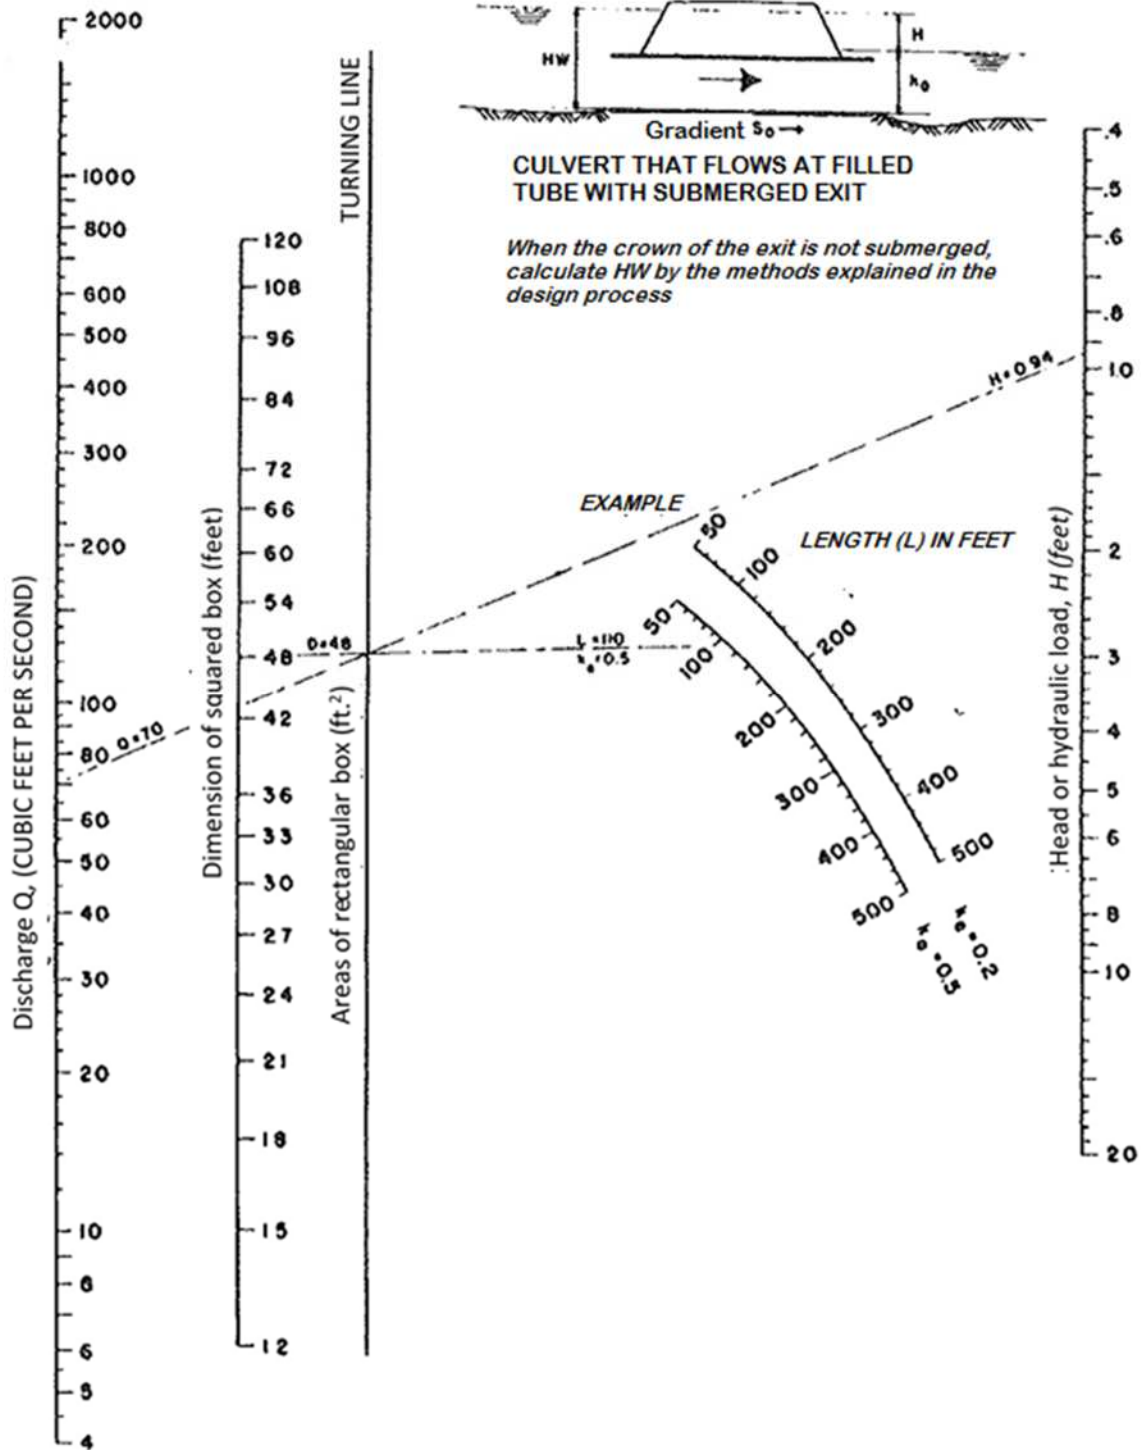 2000
1000
800
600
500
400
300
200
100
80
60
50
40
30
20
10
8
6
5
4
Discharge Q, (CUBIC FEET PER SECOND)
Q=70
120
108
96
84
72
66
60
54
48
42
36
33
30
27
24
21
18
15
12
Dimension of squared box (feet)
Areas of rectangular box (ft.²)
D=48
TURNING LINE
HW
H
h₀
Gradient S₀ →
CULVERT THAT FLOWS AT FILLED
TUBE WITH SUBMERGED EXIT
When the crown of the exit is not submerged,
calculate HW by the methods explained in the
design process
H=0.94
EXAMPLE
LENGTH (L) IN FEET
L=110
kₑ=0.5
50
100
200
300
400
500
50
100
200
300
400
500
kₑ=0.2
kₑ=0.5
.4
.5
.6
.8
1.0
2
3
4
5
6
8
10
20
:Head or hydraulic load, H (feet)